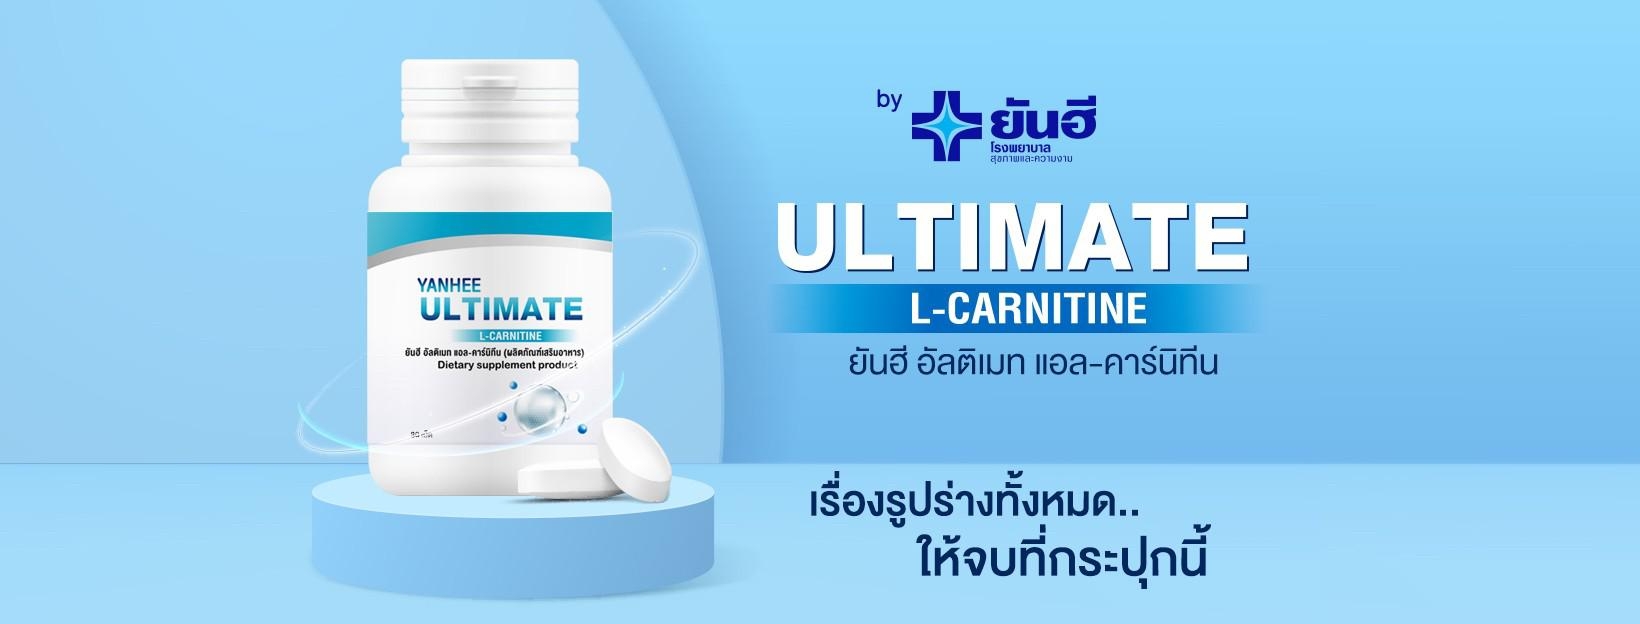 YANHEE
ULTIMATE
L-CARNITINE
ยันฮี อัลติเมท แอล-คาร์นิทีน (ผลิตภัณฑ์เสริมอาหาร)
Dietary supplement product
เม็ด
by
ยันฮี
โรงพยาบาล
สุขภาพและความงาม
ULTIMATE
L-CARNITINE
ยันฮี อัลติเมท แอล-คาร์นิทีน
เรื่องรูปร่างทั้งหมด..
ให้จบที่กระปุกนี้